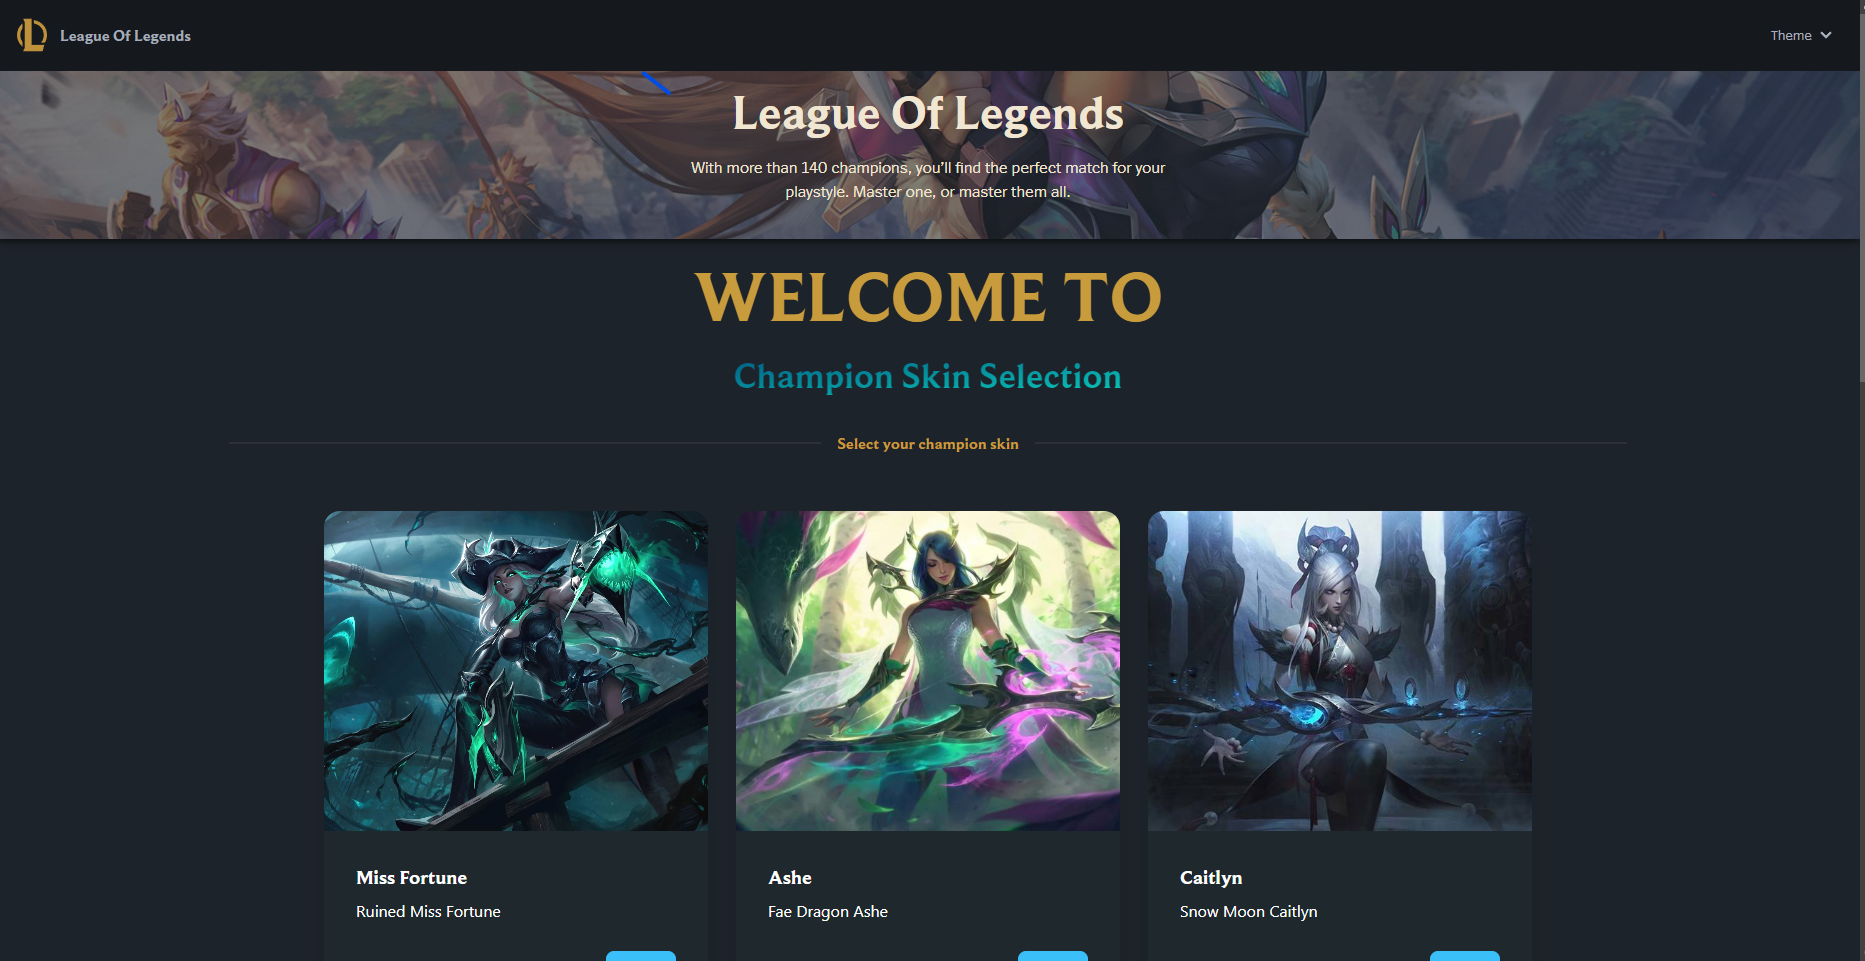 League Of Legends
Theme
League Of Legends
With more than 140 champions, you’ll find the perfect match for your
playstyle. Master one, or master them all.
WELCOME TO
Champion Skin Selection
Select your champion skin
Miss Fortune
Ruined Miss Fortune
Ashe
Fae Dragon Ashe
Caitlyn
Snow Moon Caitlyn